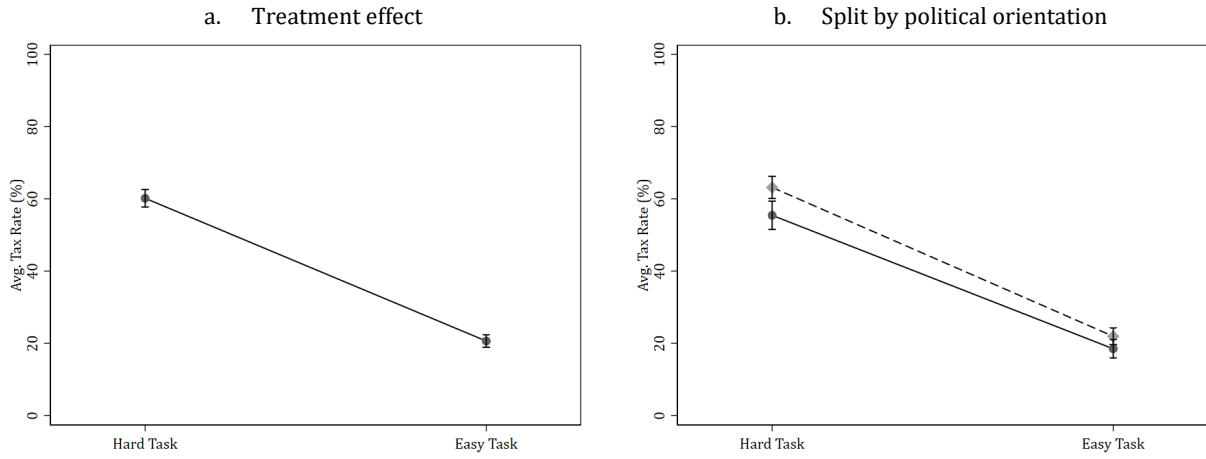 a. Treatment effect
Avg. Tax Rate (%)
100
80
60
40
20
0
Hard Task
Easy Task
b. Split by political orientation
Avg. Tax Rate (%)
100
80
60
40
20
0
Hard Task
Easy Task